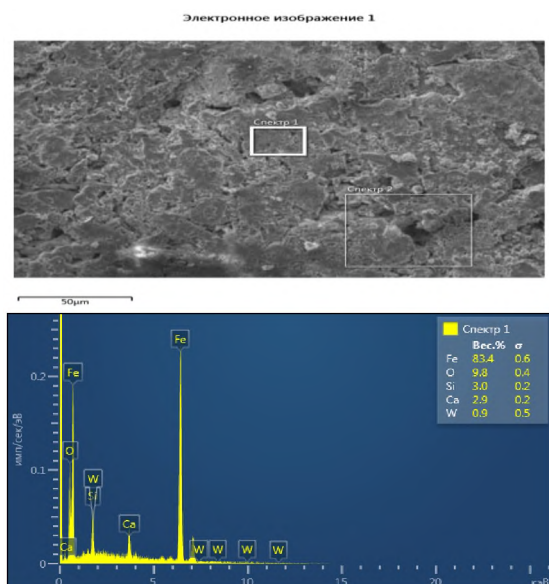 Электронное изображение 1
Спектр 1
Спектр 2
50µm
Спектр 1
Вес.% σ
Fe 83.4 0.6
O 9.8 0.4
Si 3.0 0.2
Ca 2.9 0.2
W 0.9 0.5
имп/сек/эВ
0.2
0.1
0
Fe
Fe
O
W
Si
Ca
Ca
W
W
W
W
0 5 10 15 20
кэВ